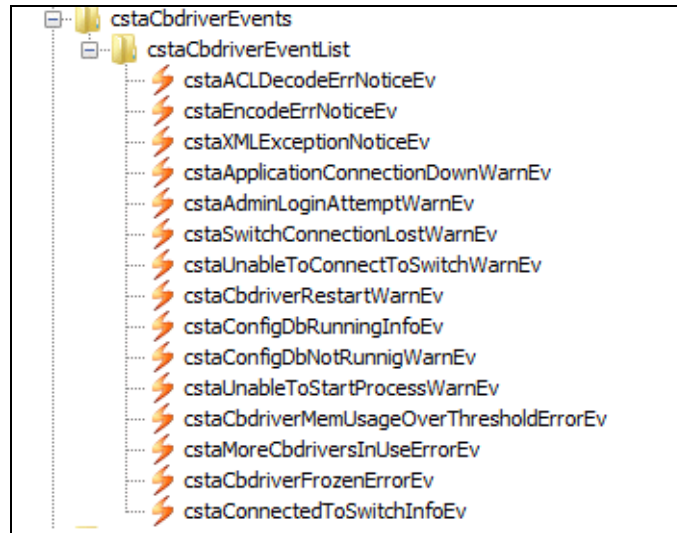 cstaCbdriverEvents
cstaCbdriverEventList
cstaACLDecodeErrNoticeEv
cstaEncodeErrNoticeEv
cstaXMLExceptionNoticeEv
cstaApplicationConnectionDownWarnEv
cstaAdminLoginAttemptWarnEv
cstaSwitchConnectionLostWarnEv
cstaUnableToConnectToSwitchWarnEv
cstaCbdriverRestartWarnEv
cstaConfigDbRunningInfoEv
cstaConfigDbNotRunnigWarnEv
cstaUnableToStartProcessWarnEv
cstaCbdriverMemUsageOverThresholdErrorEv
cstaMoreCbdriversInUseErrorEv
cstaCbdriverFrozenErrorEv
cstaConnectedToSwitchInfoEv